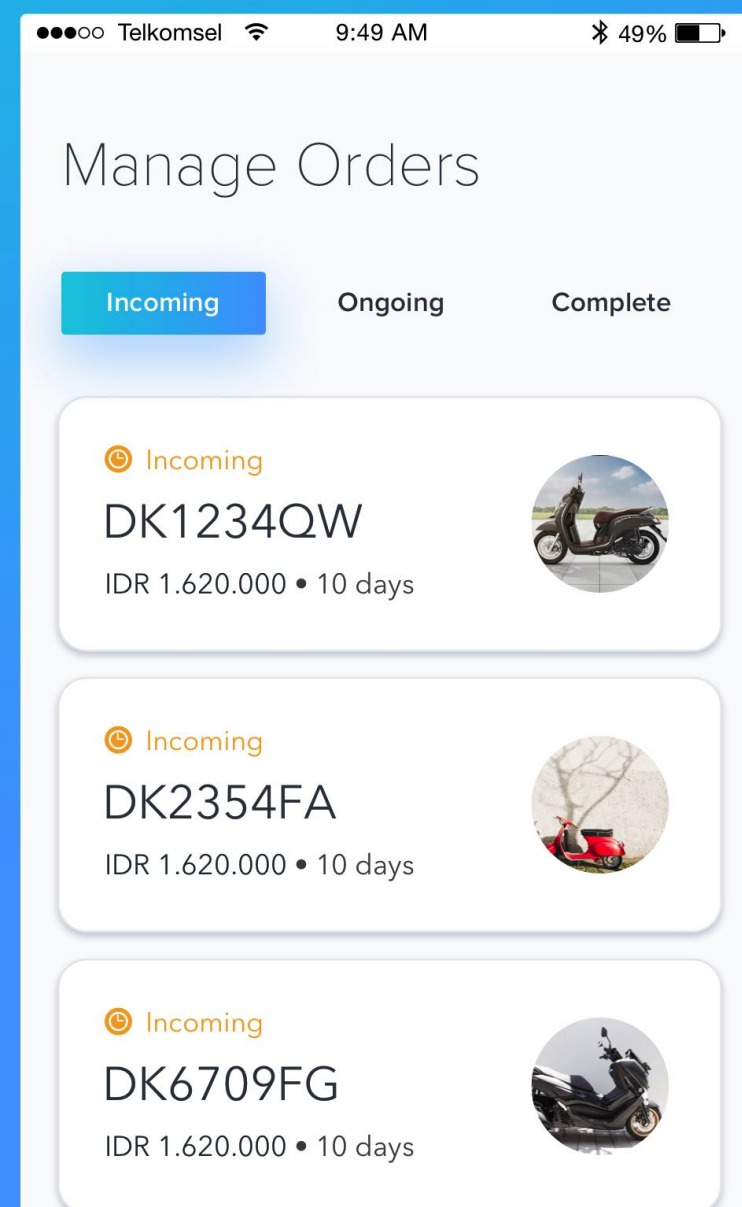 Telkomsel 9:49 AM 49%
Manage Orders
Incoming Ongoing Complete
Incoming
DK1234QW
IDR 1.620.000 • 10 days
Incoming
DK2354FA
IDR 1.620.000 • 10 days
Incoming
DK6709FG
IDR 1.620.000 • 10 days